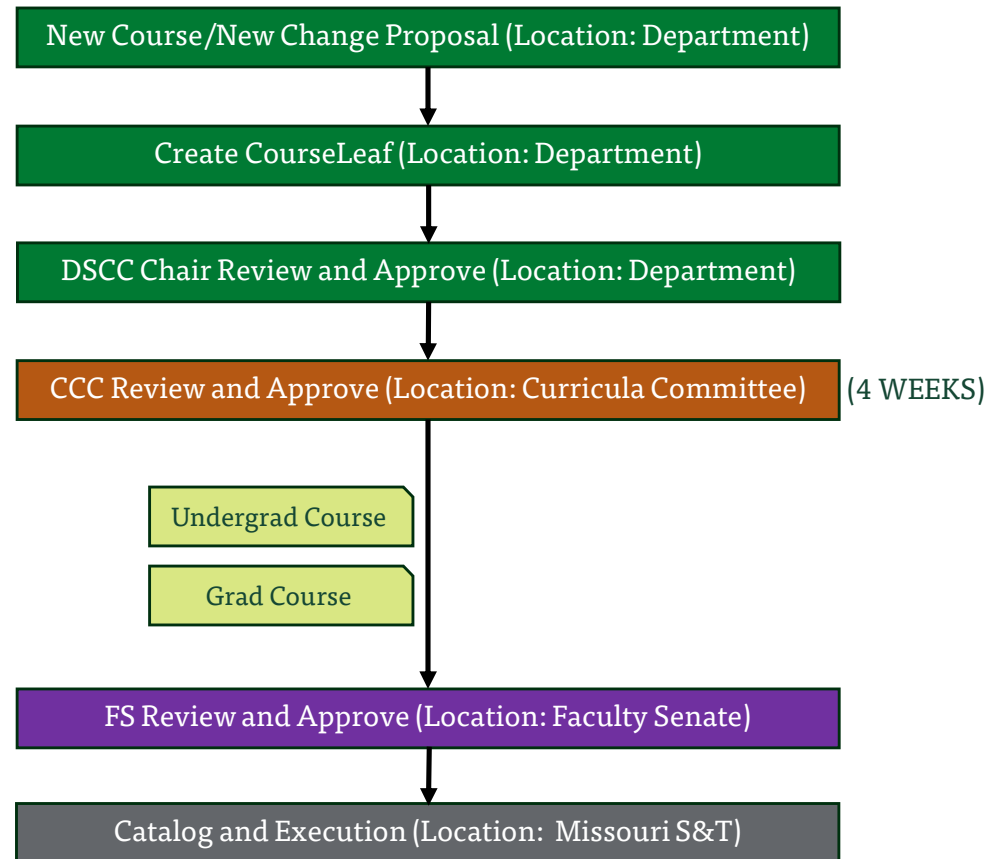 New Course/New Change Proposal (Location: Department)
Create CourseLeaf (Location: Department)
DSCC Chair Review and Approve (Location: Department)
CCC Review and Approve (Location: Curricula Committee) (4 WEEKS)
Undergrad Course
Grad Course
FS Review and Approve (Location: Faculty Senate)
Catalog and Execution (Location: Missouri S&T)